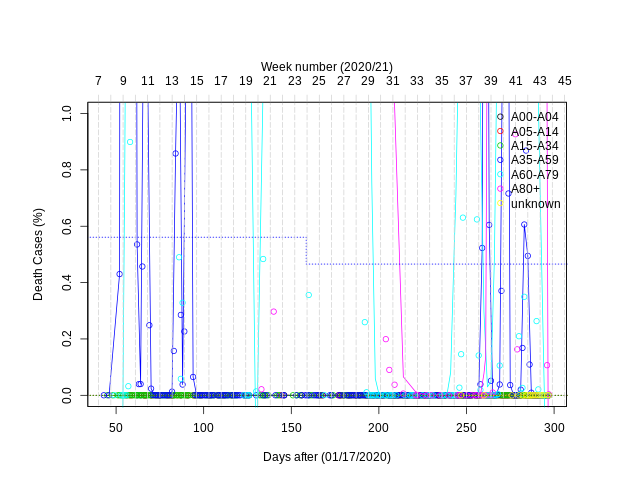 Week number (2020/21)
7 9 11 13 15 17 19 21 23 25 27 29 31 33 35 37 39 41 43 45
1.0
0.8
0.6
0.4
0.2
0.0
Death Cases (%)
A00-A04
A05-A14
A15-A34
A35-A59
A60-A79
A80+
unknown
50 100 150 200 250 300
Days after (01/17/2020)